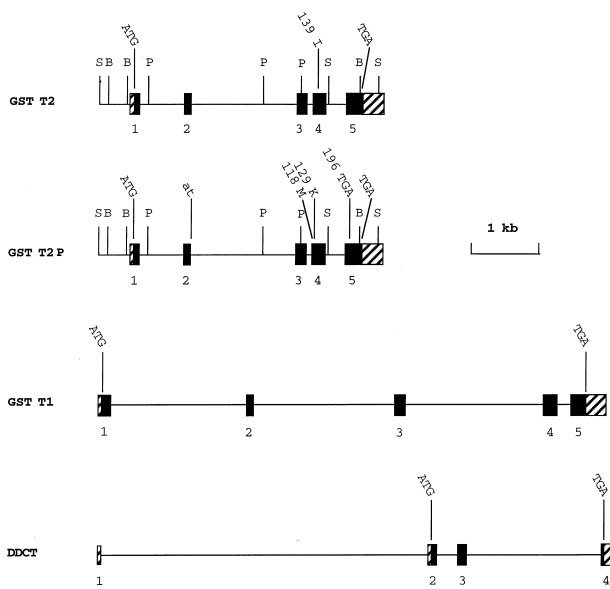 ATG 139 I TGA
S B B P P P S B S
GST T2
1 2 3 4 5
ATG at 118 M 129 K 196 TGA TGA
S B B P P P S B S
GST T2P
1 kb
1 2 3 4 5
ATG TGA
GST T1
1 2 3 4 5
ATG TGA
DDCT
1 2 3 4